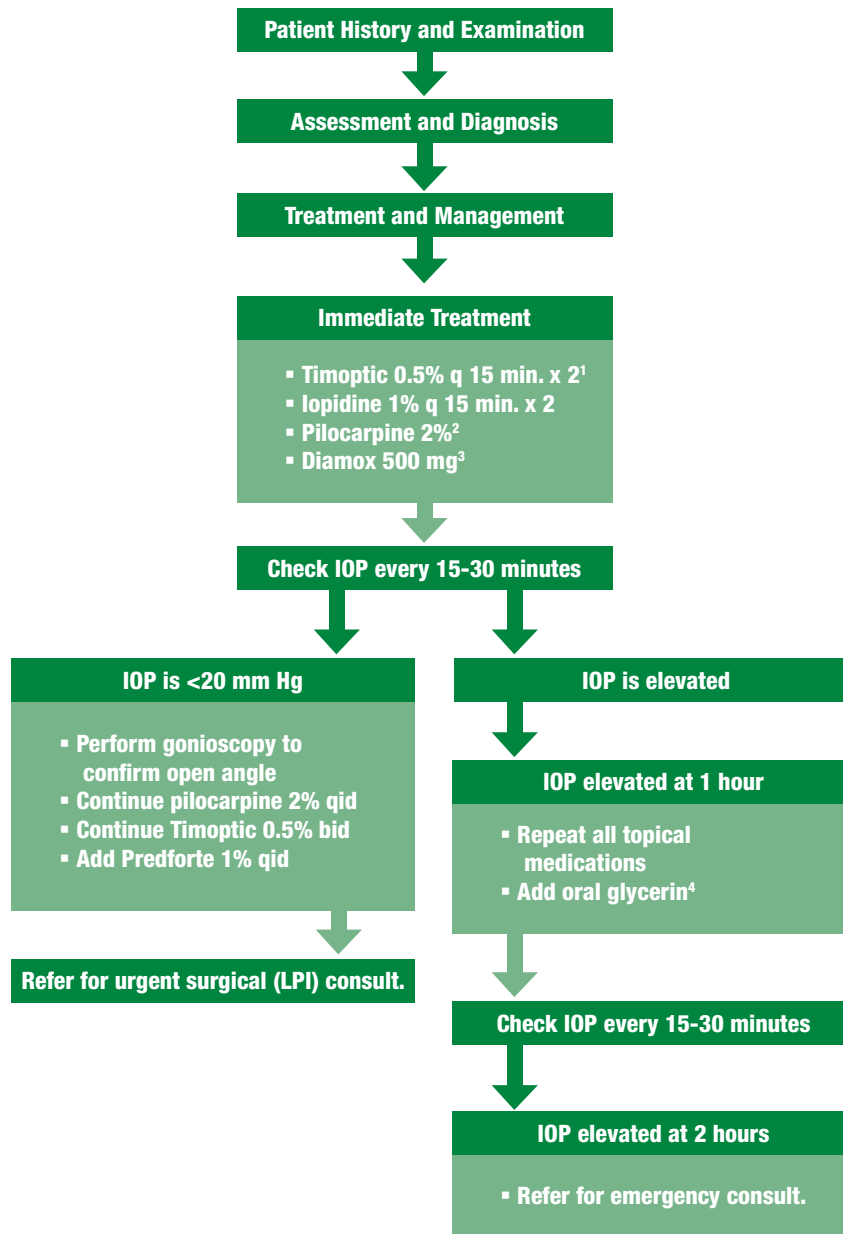 Patient History and Examination
Assessment and Diagnosis
Treatment and Management
Immediate Treatment
▪ Timoptic 0.5% q 15 min. x 2¹
▪ Iopidine 1% q 15 min. x 2
▪ Pilocarpine 2%²
▪ Diamox 500 mg³
Check IOP every 15-30 minutes
IOP is <20 mm Hg
▪ Perform gonioscopy to
confirm open angle
▪ Continue pilocarpine 2% qid
▪ Continue Timoptic 0.5% bid
▪ Add Predforte 1% qid
Refer for urgent surgical (LPI) consult.
IOP is elevated
IOP elevated at 1 hour
▪ Repeat all topical
medications
▪ Add oral glycerin⁴
Check IOP every 15-30 minutes
IOP elevated at 2 hours
▪ Refer for emergency consult.